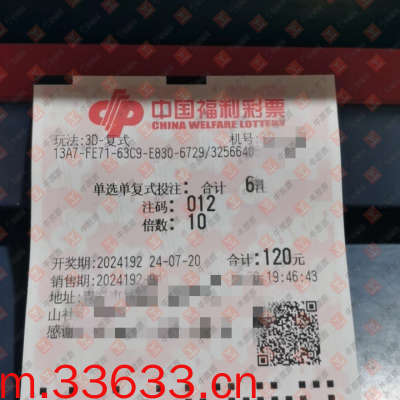 中国福利彩票
CHINA WELFARE LOTTERY
玩法:3D-复式 机号:
13A7-FE71-63C9-E830-6729/3256640
单选单复式投注: 合计 6注
注码: 012
倍数: 10
开奖期:2024192 24-07-20 合计:120元
销售期:2024192 19:46:43
地址:
山社
感谢
m.33633.cn